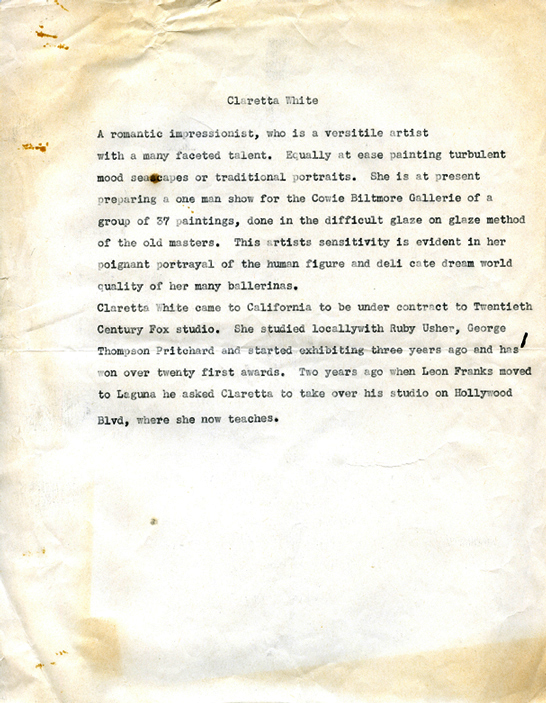 Claretta White
A romantic impressionist, who is a versitile artist
with a many faceted talent. Equally at ease painting turbulent
mood seascapes or traditional portraits. She is at present
preparing a one man show for the Cowie Biltmore Gallerie of a
group of 37 paintings, done in the difficult glaze on glaze method
of the old masters. This artists sensitivity is evident in her
poignant portrayal of the human figure and deli cate dream world
quality of her many ballerinas.
Claretta White came to California to be under contract to Twentieth
Century Fox studio. She studied locallywith Ruby Usher, George
Thompson Pritchard and started exhibiting three years ago and has
won over twenty first awards. Two years ago when Leon Franks moved
to Laguna he asked Claretta to take over his studio on Hollywood
Blvd, where she now teaches.